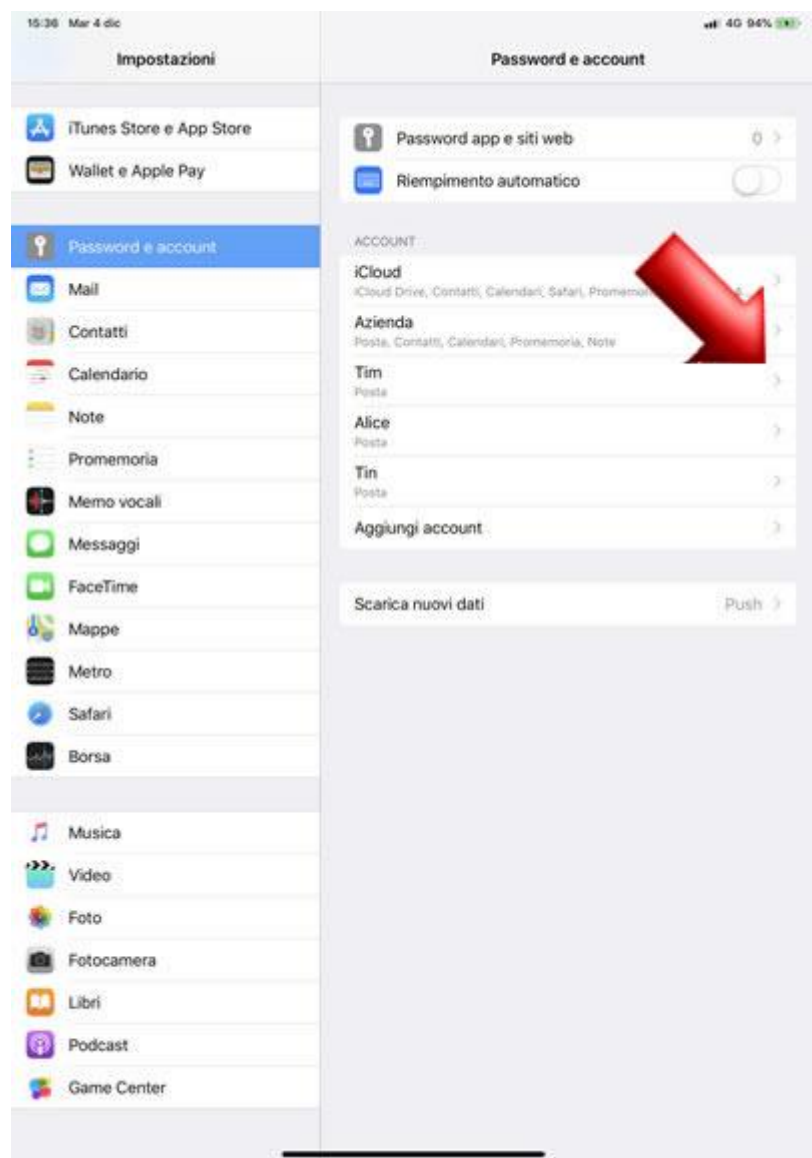 15:36 Mar 4 dic
4G 94%
Impostazioni
Password e account
iTunes Store e App Store
Wallet e Apple Pay
Password e account
Mail
Contatti
Calendario
Note
Promemoria
Memo vocali
Messaggi
FaceTime
Mappe
Metro
Safari
Borsa
Musica
Video
Foto
Fotocamera
Libri
Podcast
Game Center
Password app e siti web 0
Riempimento automatico
ACCOUNT
iCloud
iCloud Drive, Contatti, Calendari, Safari,
Azienda
Posta, Contatti, Calendari, Promemoria, Note
Tim
Posta
Alice
Posta
Tin
Posta
Aggiungi account
Scarica nuovi dati Push